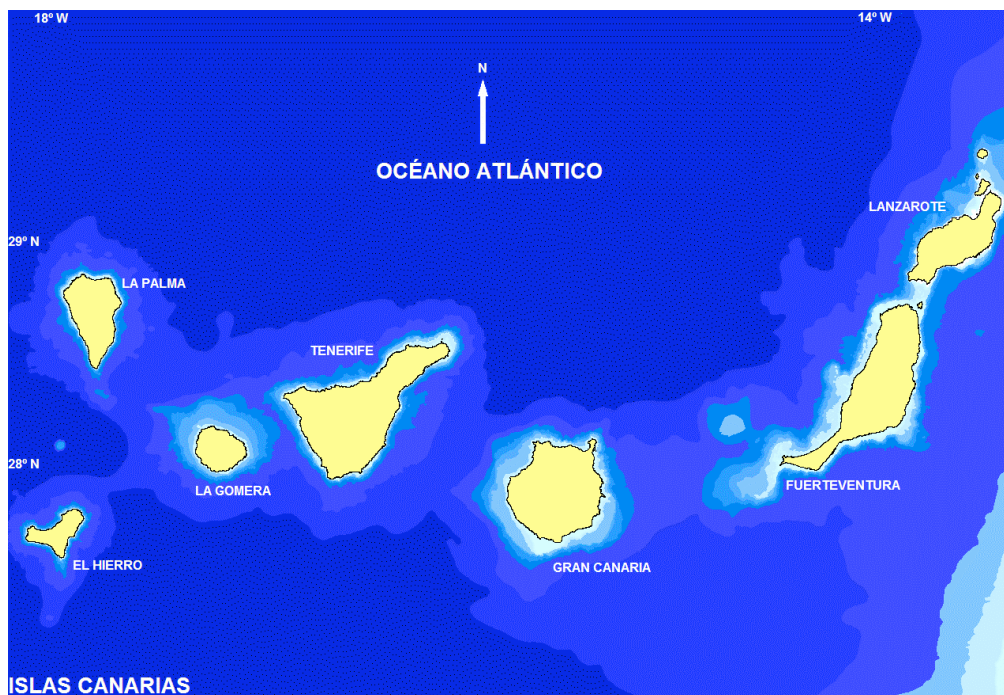 18º W
14º W
N
OCÉANO ATLÁNTICO
LANZAROTE
29º N
LA PALMA
TENERIFE
28º N
LA GOMERA
FUERTEVENTURA
EL HIERRO
GRAN CANARIA
ISLAS CANARIAS